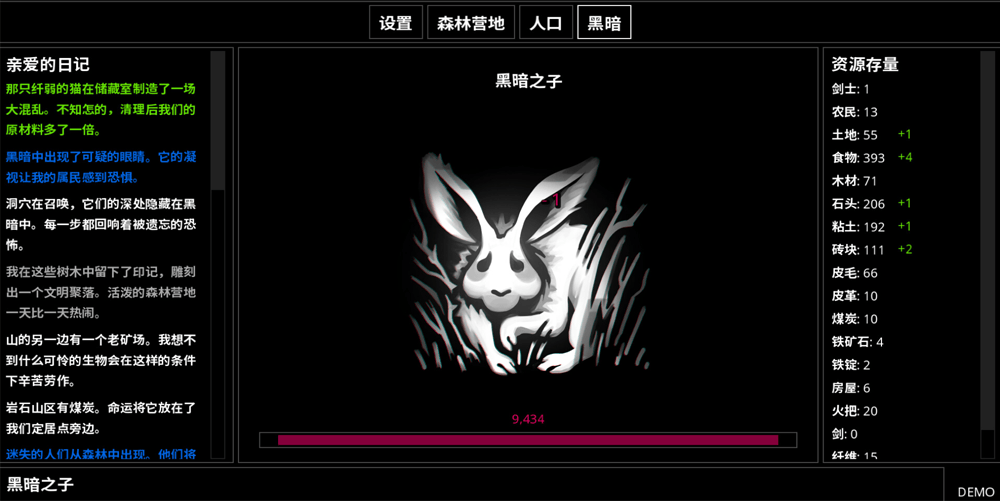 设置
森林营地
人口
黑暗
亲爱的日记
那只纤弱的猫在储藏室制造了一场
大混乱。不知怎的，清理后我们的
原材料多了一倍。
黑暗中出现了可疑的眼睛。它的凝
视让我的属民感到恐惧。
洞穴在召唤，它们的深处隐藏在黑
暗中。每一步都回响着被遗忘的恐
怖。
我在这些树木中留下了印记，雕刻
出一个文明聚落。活泼的森林营地
一天比一天热闹。
山的另一边有一个老矿场。我想不
到什么可怜的生物会在这样的条件
下辛苦劳作。
岩石山区有煤炭。命运将它放在了
我们定居点旁边。
迷失的人们从森林中出现。他们将
黑暗之子
-1
9,434
资源存量
剑士: 1
农民: 13
土地: 55 +1
食物: 393 +4
木材: 71
石头: 206 +1
粘土: 192 +1
砖块: 111 +2
皮毛: 66
皮革: 10
煤炭: 10
铁矿石: 4
铁锭: 2
房屋: 6
火把: 20
剑: 0
纤维: 15
黑暗之子
DEMO